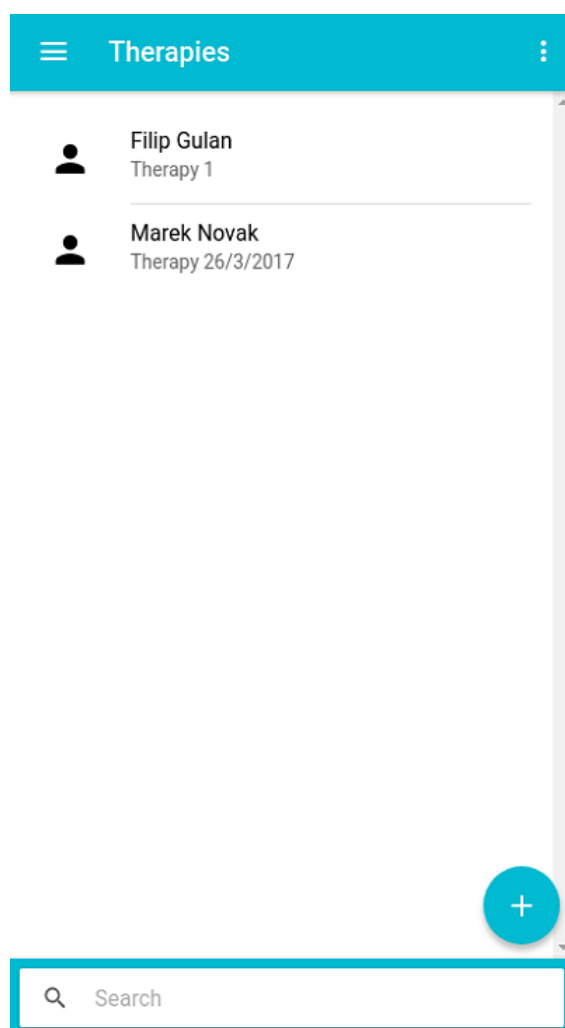 Therapies
Filip Gulan
Therapy 1
Marek Novak
Therapy 26/3/2017
Search